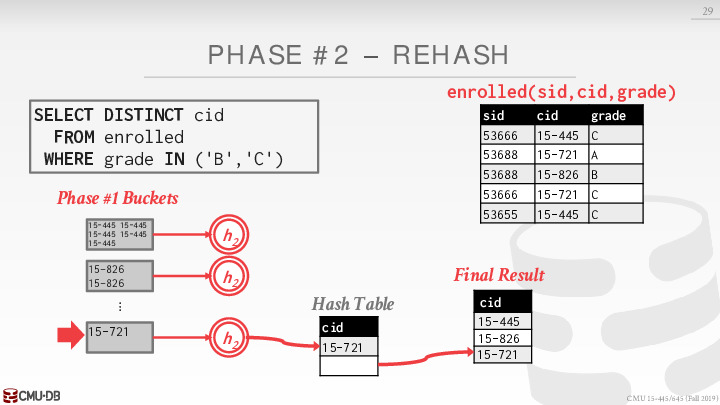 29
PHASE #2 – REHASH
SELECT DISTINCT cid
FROM enrolled
WHERE grade IN ('B','C')
enrolled(sid,cid,grade)
sid cid grade
53666 15-445 C
53688 15-721 A
53688 15-826 B
53666 15-721 C
53655 15-445 C
Phase #1 Buckets
15-445 15-445
15-445 15-445
15-445
h2
15-826
15-826
h2
⋮
15-721
h2
Hash Table
cid
15-721
Final Result
cid
15-445
15-826
15-721
CMU·DB
CMU 15-445/645 (Fall 2019)